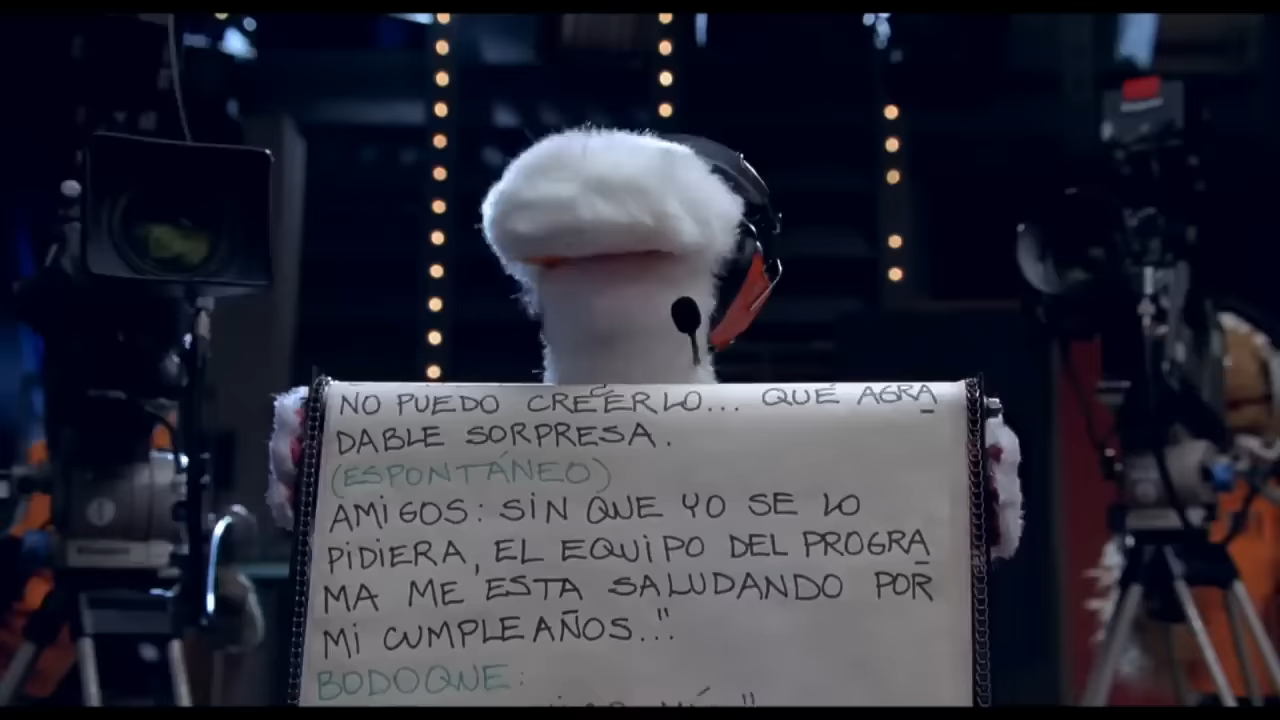 NO PUEDO CREERLO... QUÉ AGRA
DABLE SORPRESA.
(ESPONTÁNEO)
AMiGOS: SiN QUE YO SE LO
PiDiERA, EL EQUiPO DEL PROGRA
MA ME ESTA SALUDANDO POR
Mi CUMPLEAÑOS..".
BODOQUE: